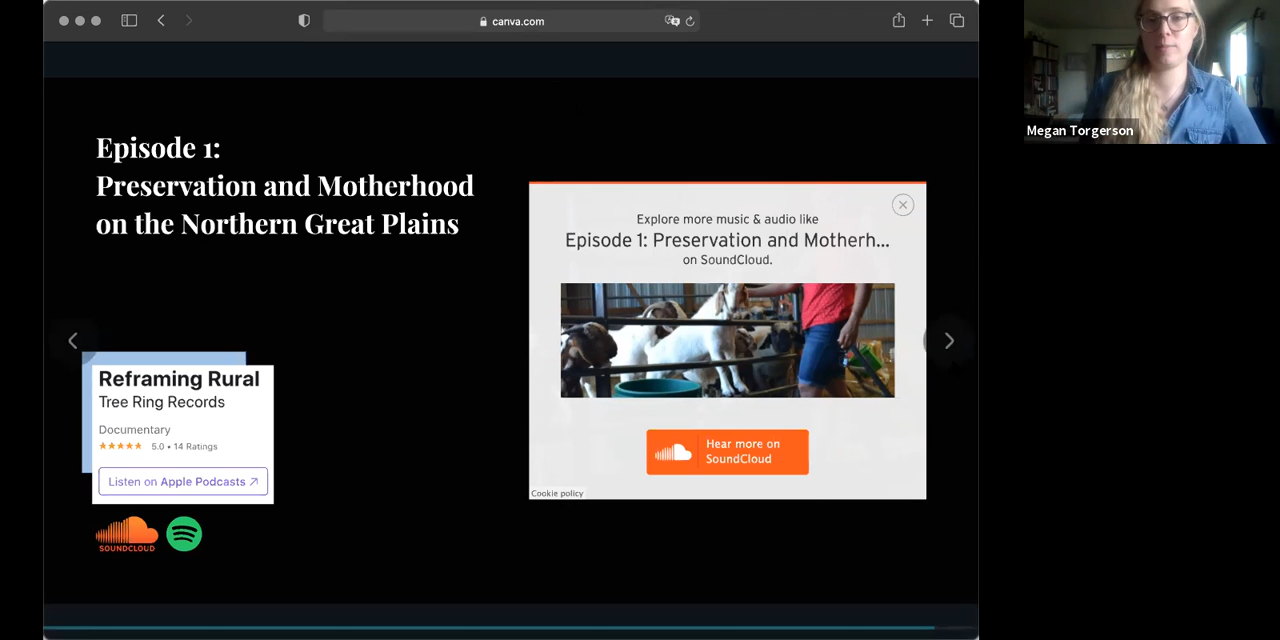 canva.com
Episode 1:
Preservation and Motherhood
on the Northern Great Plains
Explore more music & audio like
Episode 1: Preservation and Motherh...
on SoundCloud.
Hear more on
SoundCloud
Cookie policy
Reframing Rural
Tree Ring Records
Documentary
★★★★★ 5.0 • 14 Ratings
Listen on Apple Podcasts ↗
SOUNDCLOUD
Megan Torgerson